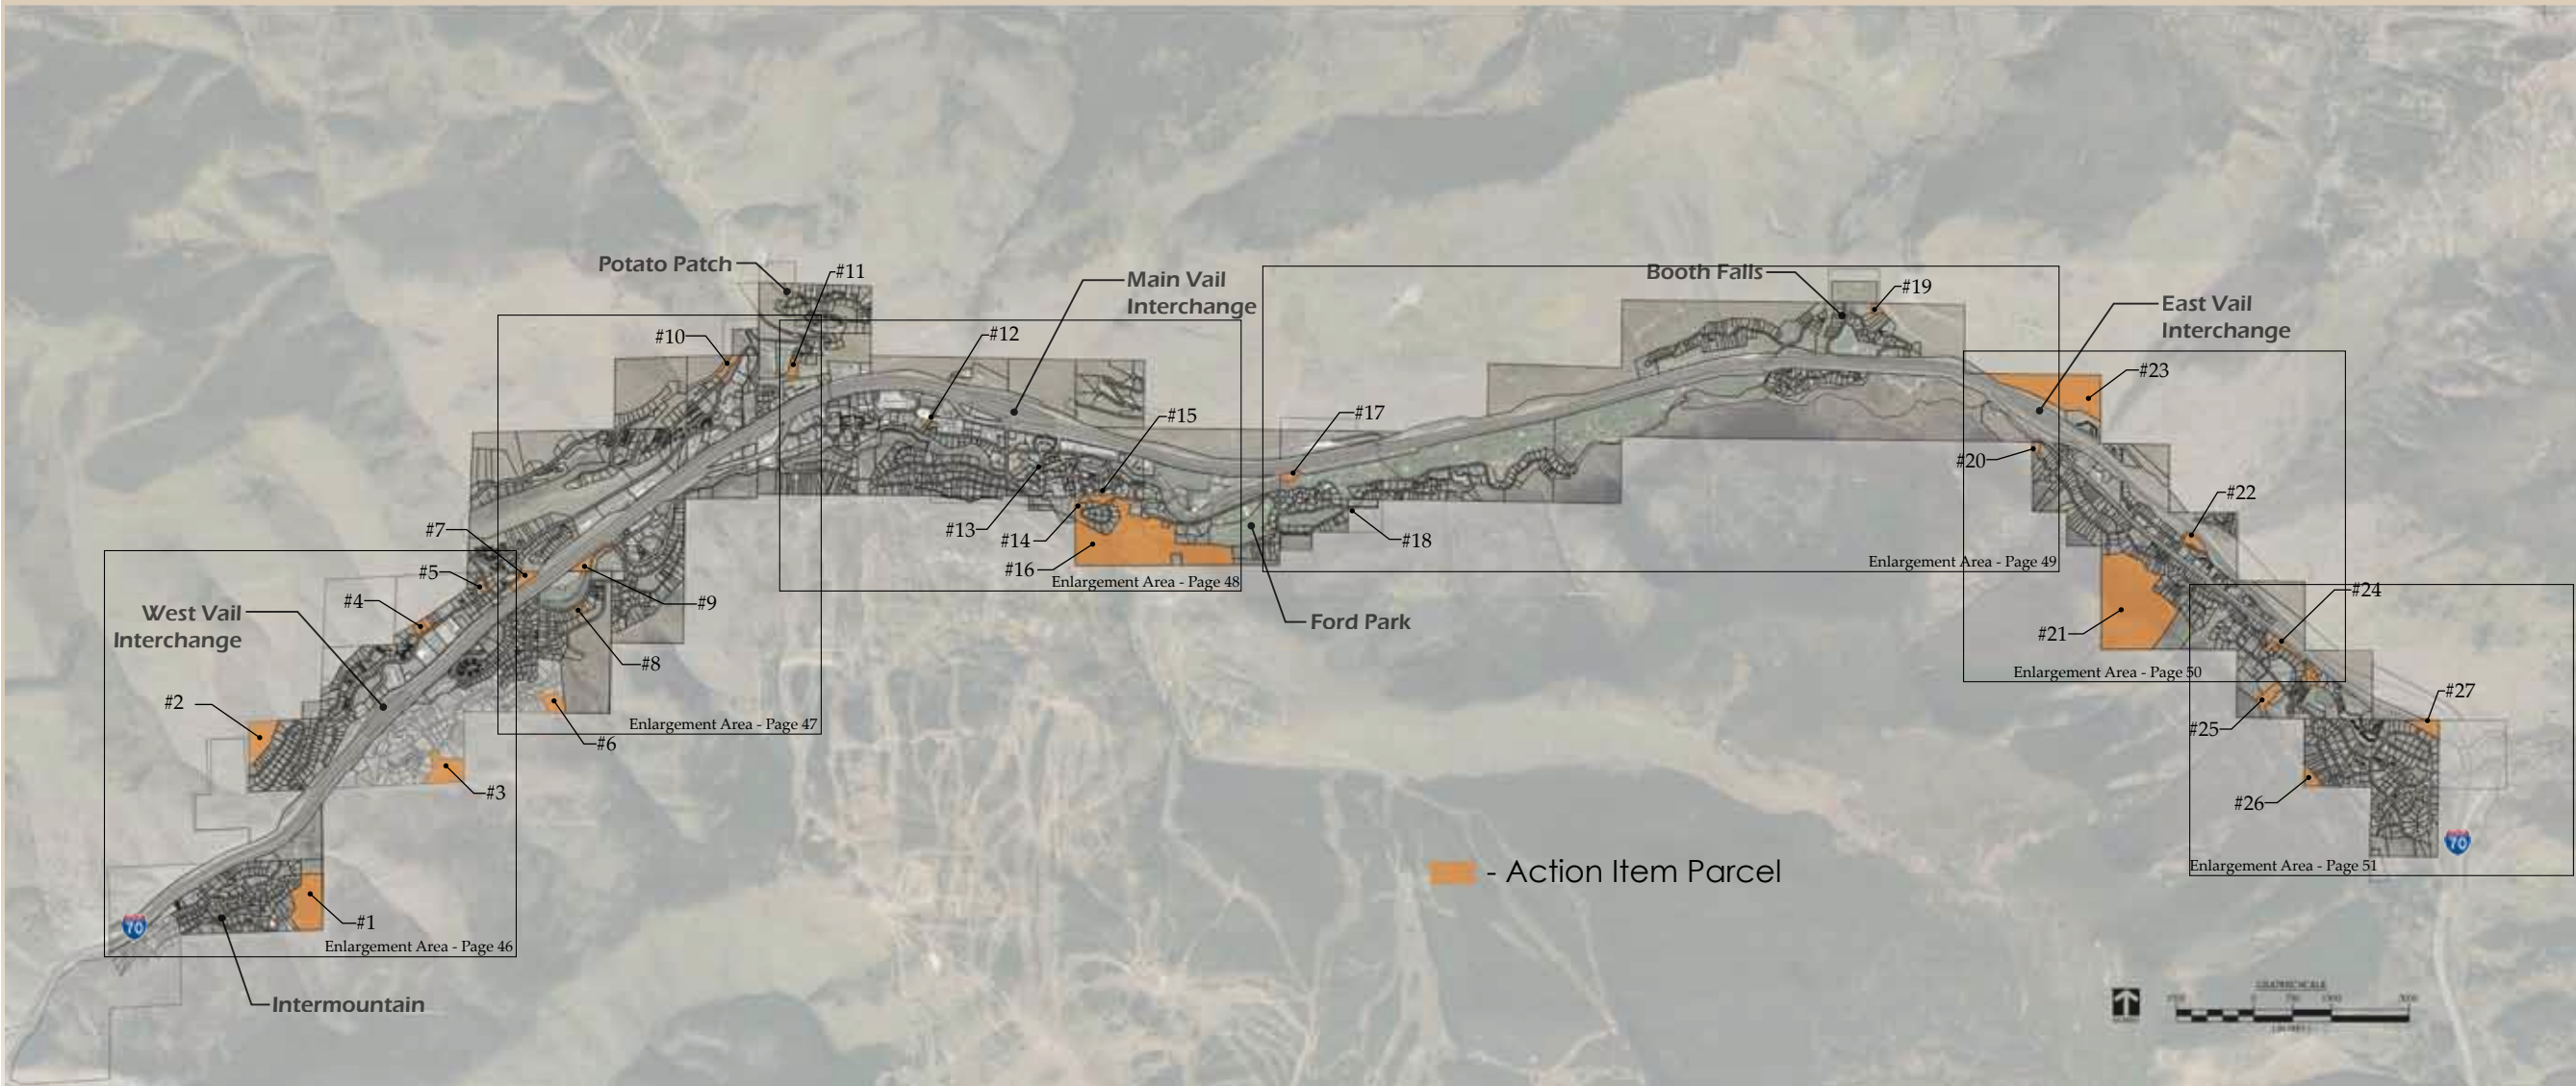 Potato Patch
#11
Main Vail
Interchange
Booth Falls
#19
East Vail
Interchange
#10
#12
#23
#15
#17
#20
#22
#7
#13
#14
#18
#16
Enlargement Area - Page 48
Enlargement Area - Page 49
#5
#4
#9
West Vail
Interchange
Ford Park
#24
#21
#8
Enlargement Area - Page 50
#2
Enlargement Area - Page 47
#27
#25
#6
#3
#26
70
Enlargement Area - Page 51
- Action Item Parcel
70
#1
Enlargement Area - Page 46
Intermountain